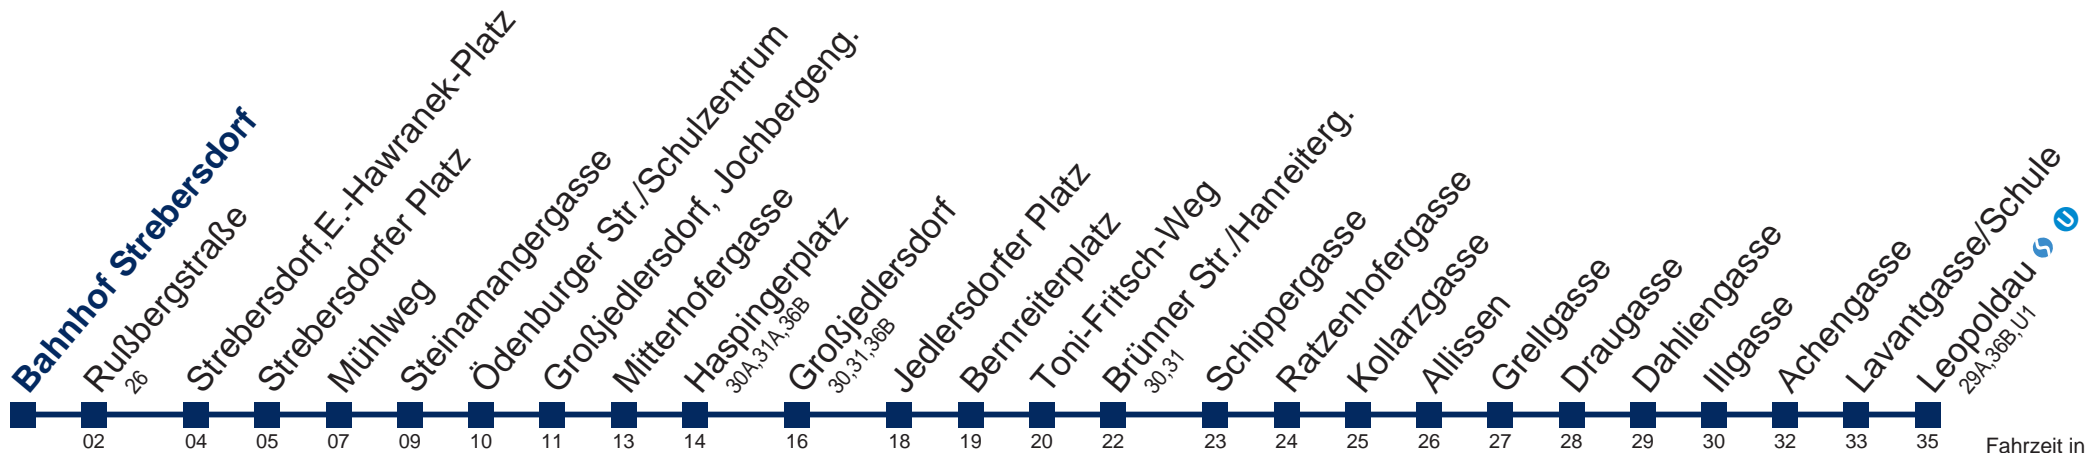 Bahnhof Strebersdorf
Rußbergstraße
26
Strebersdorf,E.-Hawranek-Platz
Strebersdorfer Platz
Mühlweg
Steinamangergasse
Ödenburger Str./Schulzentrum
Großjedlersdorf, Jochbergeng.
Mitterhofergasse
Haspingerplatz
30A,31A,36B
Großjedlersdorf
30,31,36B
Jedlersdorfer Platz
Bernreiterplatz
Toni-Fritsch-Weg
Brünner Str./Hanreiterg.
30,31
Schippergasse
Ratzenhofergasse
Kollarzgasse
Allissen
Grellgasse
Draugasse
Dahliengasse
Illgasse
Achengasse
Lavantgasse/Schule
Leopoldau S U
29A,36B,U1
02 04 05 07 09 10 11 13 14 16 18 19 20 22 23 24 25 26 27 28 29 30 32 33 35
Fahrzeit in